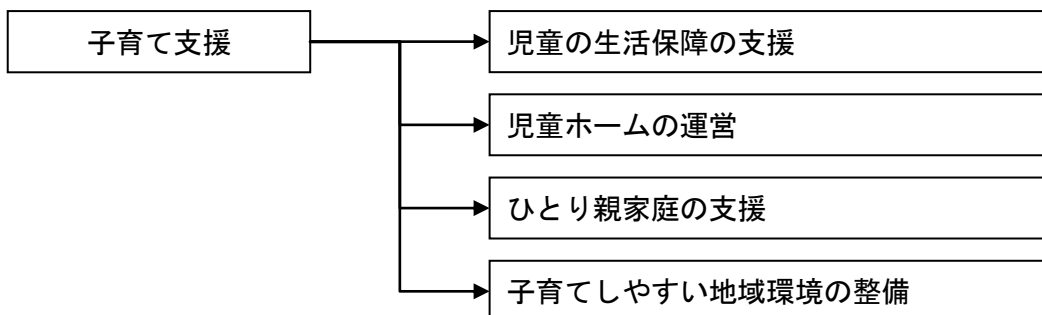 子育て支援
児童の生活保障の支援
児童ホームの運営
ひとり親家庭の支援
子育てしやすい地域環境の整備